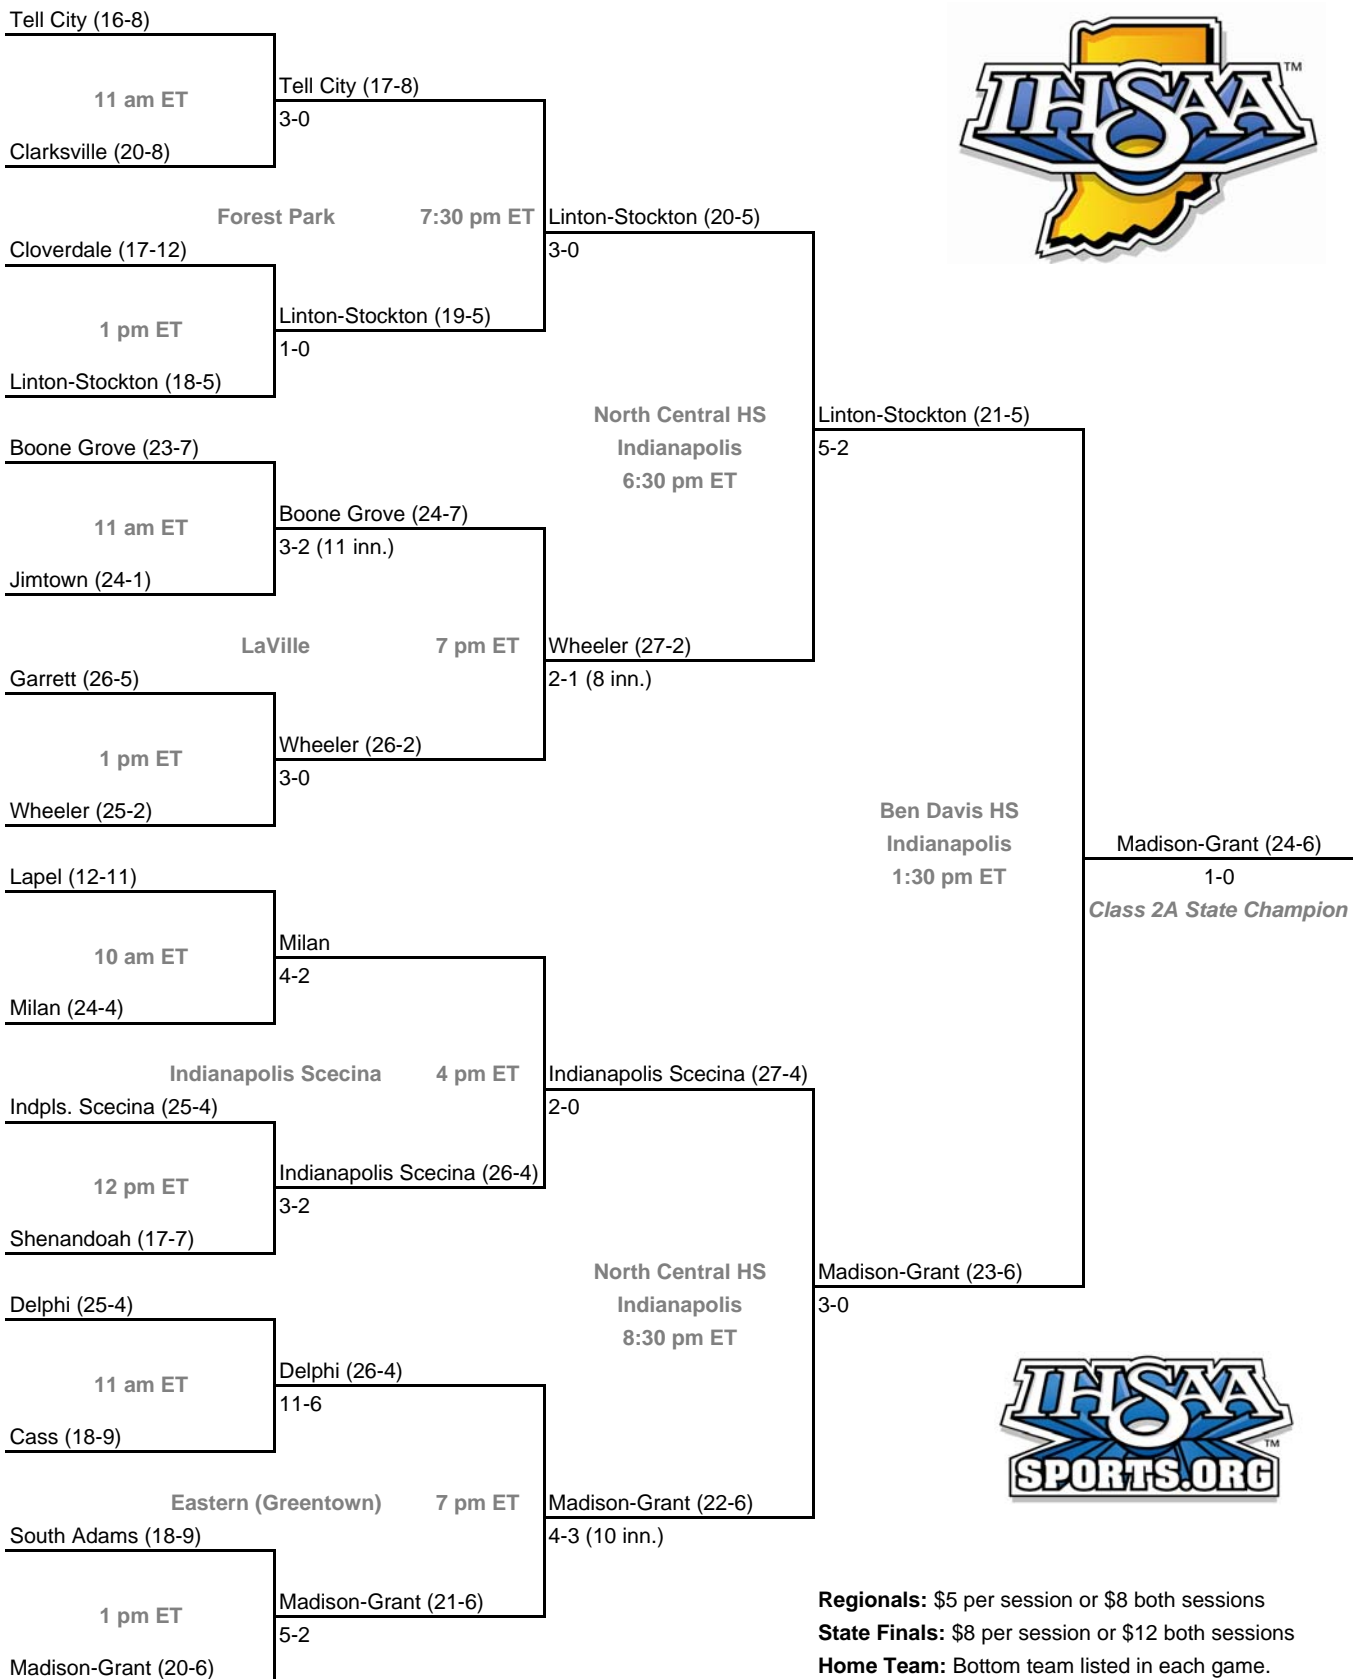 Tell City (16-8)
11 am ET
Clarksville (20-8)
Tell City (17-8)
3-0
Forest Park 7:30 pm ET
Cloverdale (17-12)
1 pm ET
Linton-Stockton (18-5)
Linton-Stockton (19-5)
1-0
Linton-Stockton (20-5)
3-0
Boone Grove (23-7)
11 am ET
Jimtown (24-1)
Boone Grove (24-7)
3-2 (11 inn.)
LaVille 7 pm ET
Garrett (26-5)
1 pm ET
Wheeler (25-2)
Wheeler (26-2)
3-0
Wheeler (27-2)
2-1 (8 inn.)
North Central HS
Indianapolis
6:30 pm ET
Linton-Stockton (21-5)
5-2
Lapel (12-11)
10 am ET
Milan (24-4)
Milan
4-2
Indianapolis Scecina 4 pm ET
Indpls. Scecina (25-4)
12 pm ET
Shenandoah (17-7)
Indianapolis Scecina (26-4)
3-2
Indianapolis Scecina (27-4)
2-0
Delphi (25-4)
11 am ET
Cass (18-9)
Delphi (26-4)
11-6
Eastern (Greentown) 7 pm ET
South Adams (18-9)
1 pm ET
Madison-Grant (20-6)
Madison-Grant (21-6)
5-2
Madison-Grant (22-6)
4-3 (10 inn.)
North Central HS
Indianapolis
8:30 pm ET
Madison-Grant (23-6)
3-0
Ben Davis HS
Indianapolis
1:30 pm ET
Madison-Grant (24-6)
1-0
Class 2A State Champion
IHSAA TM
IHSAA TM
SPORTS.ORG
Regionals: $5 per session or $8 both sessions
State Finals: $8 per session or $12 both sessions
Home Team: Bottom team listed in each game.